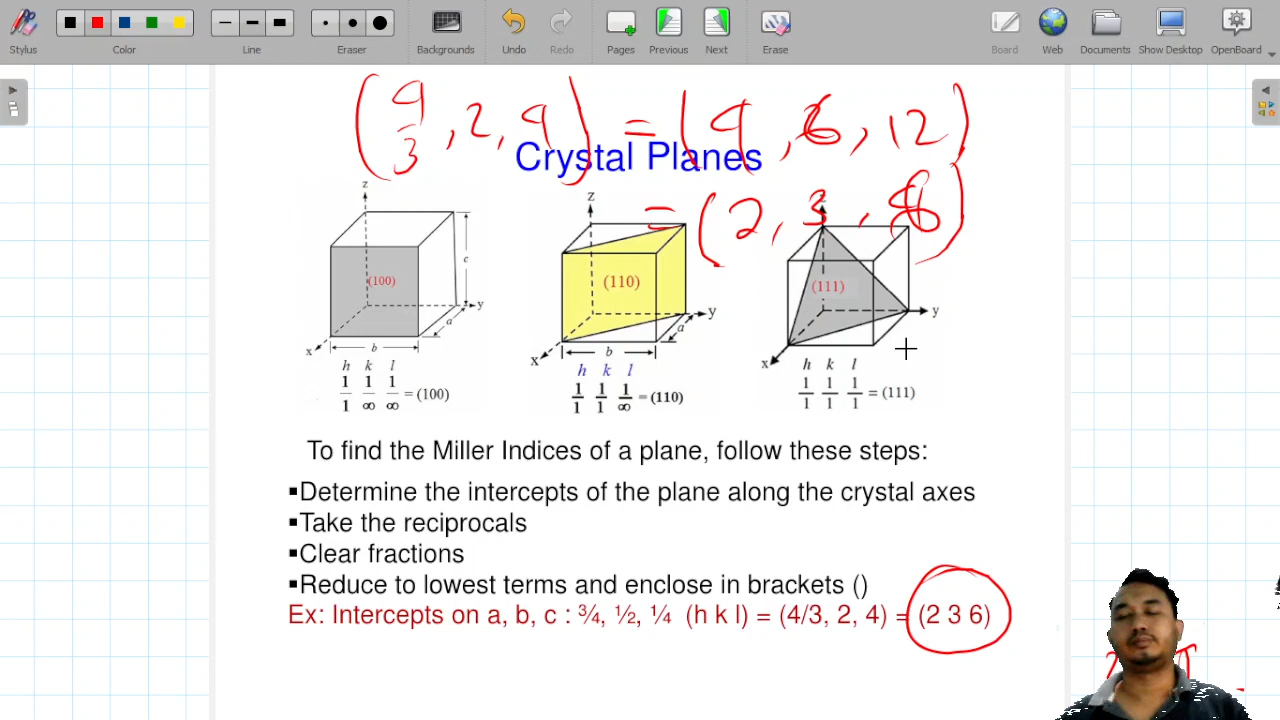 Stylus Color Line Eraser Backgrounds Undo Redo Pages Previous Next Erase Board Web Documents Show Desktop OpenBoard
(4/3, 2, 4) = (4, 6, 12)
Crystal Planes
= (2, 3, 6)
z z
(100) (110) (111)
c
y y y
a a
x b x b x
h k l h k l h k l
1/1 1/∞ 1/∞ = (100) 1/1 1/1 1/∞ = (110) 1/1 1/1 1/1 = (111)
To find the Miller Indices of a plane, follow these steps:
▪Determine the intercepts of the plane along the crystal axes
▪Take the reciprocals
▪Clear fractions
▪Reduce to lowest terms and enclose in brackets ()
Ex: Intercepts on a, b, c : ¾, ½, ¼ (h k l) = (4/3, 2, 4) = (2 3 6)